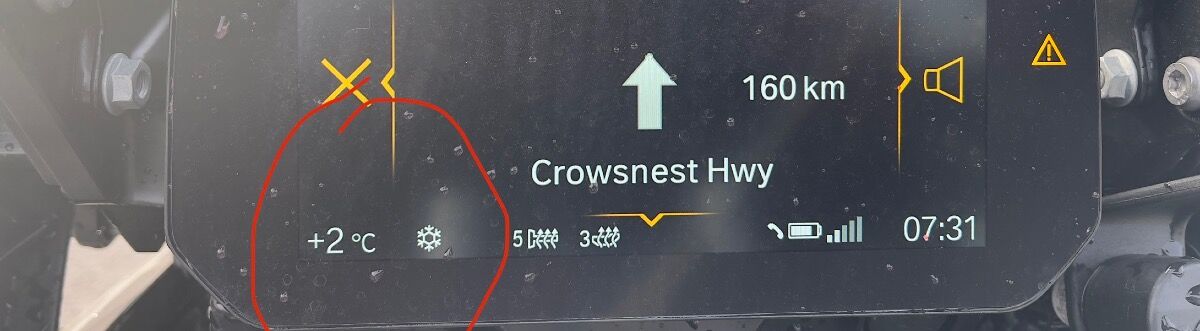 160 km
Crowsnest Hwy
+2 °C 5 3 07:31